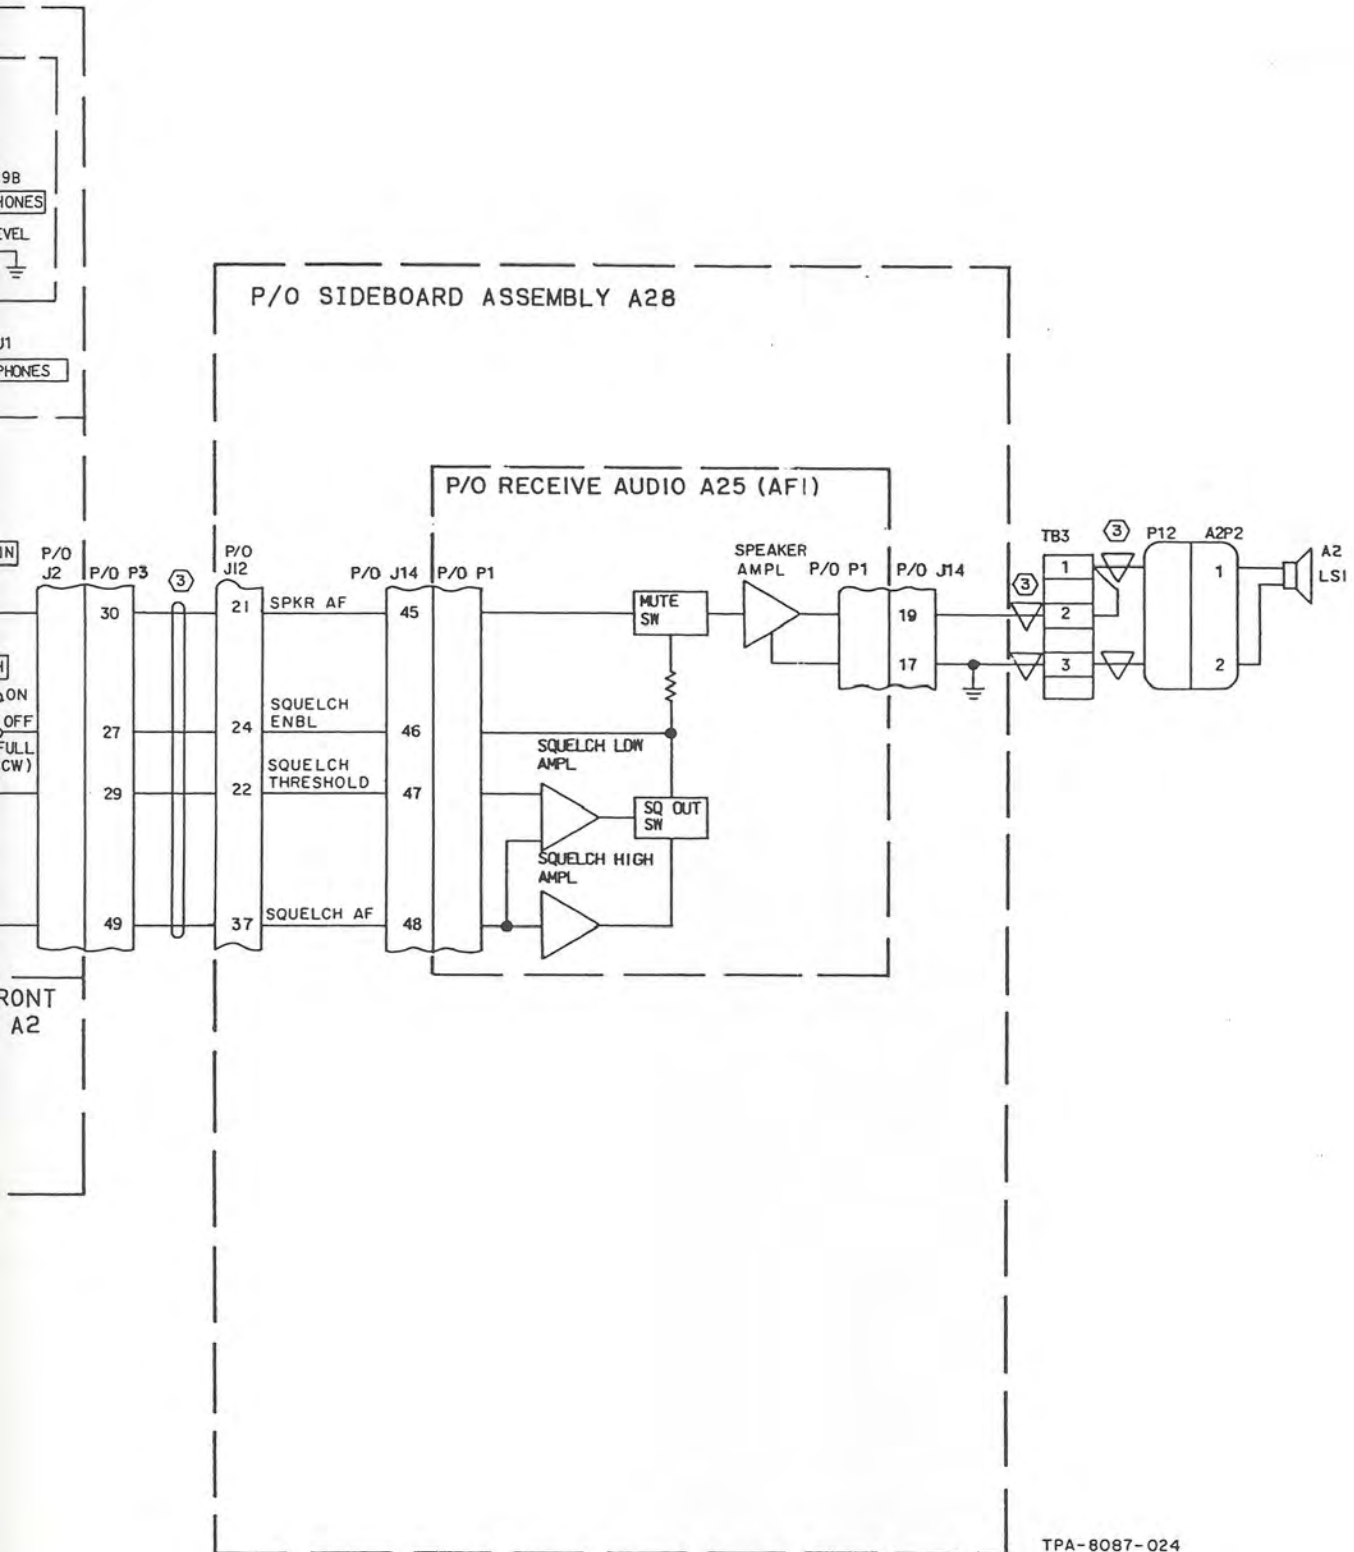 9B
HONES
EVEL
J1
PHONES
P/O SIDEBOARD ASSEMBLY A28
P/O RECEIVE AUDIO A25 (AF1)
IN
P/O
J2
P/O P3
3
P/O
J12
P/O J14
P/O P1
SPEAKER
AMPL
P/O P1
P/O J14
TB3
3
P12
A2P2
A2
LS1
30
21
SPKR AF
45
MUTE
SW
19
3
1
2
1
H
ON
OFF
FULL
CW)
17
3
2
27
24
SQUELCH
ENBL
46
SQUELCH LOW
AMPL
29
22
SQUELCH
THRESHOLD
47
SQ OUT
SW
SQUELCH HIGH
AMPL
49
37
SQUELCH AF
48
RONT
A2
TPA-8087-024